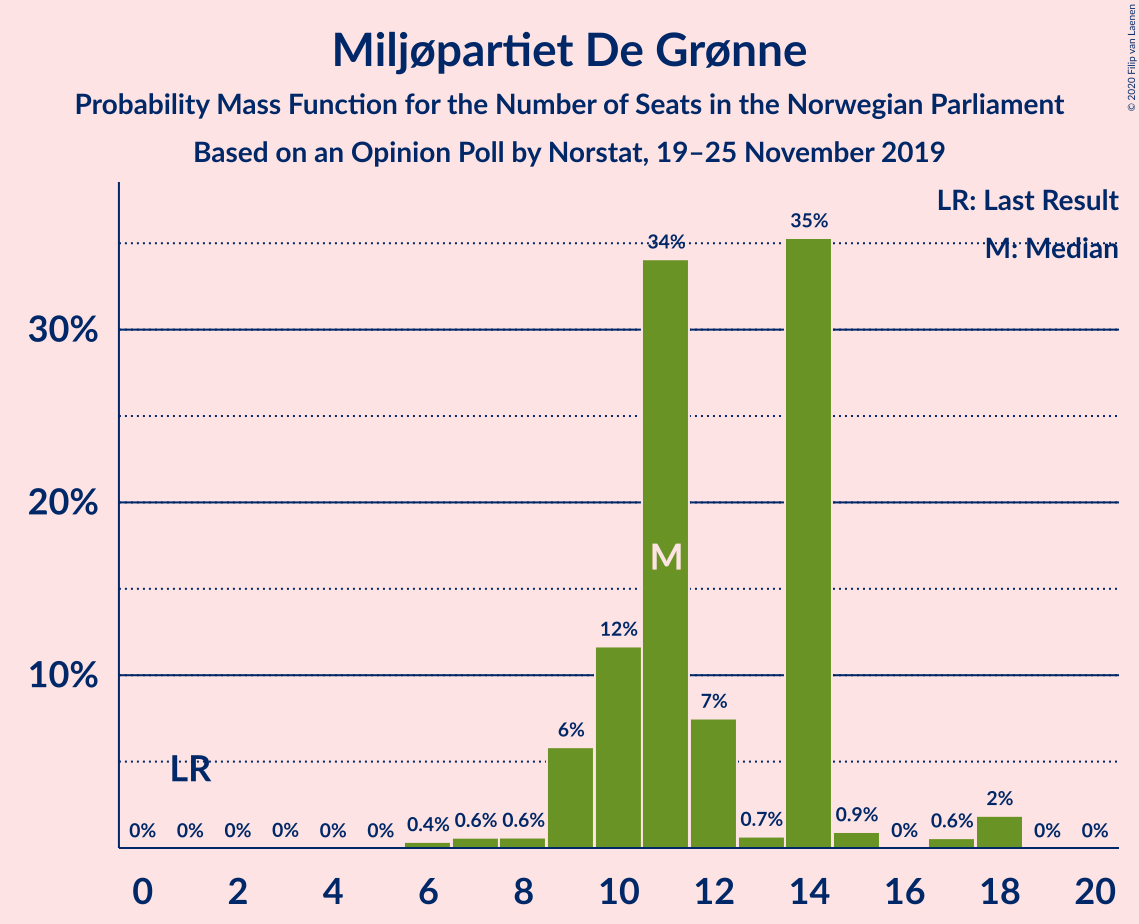 Miljøpartiet De Grønne
Probability Mass Function for the Number of Seats in the Norwegian Parliament
Based on an Opinion Poll by Norstat, 19–25 November 2019
© 2020 Filip van Laenen
LR: Last Result
M: Median
30%
20%
10%
0%
0%
0%
0%
0%
0%
0.4%
0.6%
0.6%
6%
12%
34%
7%
0.7%
35%
0.9%
0%
0.6%
2%
0%
0%
LR
M
0 2 4 6 8 10 12 14 16 18 20